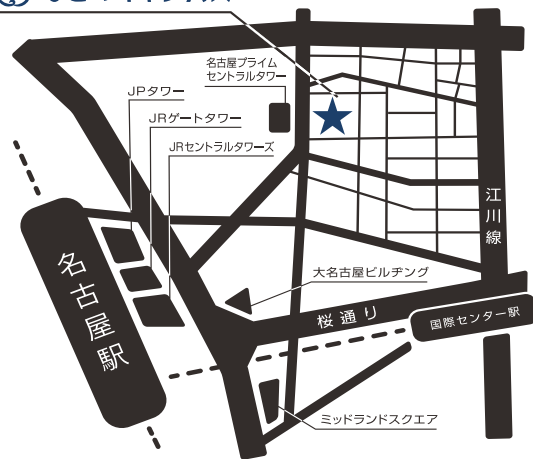 名古屋プライム
セントラルタワー
JPタワー
JRゲートタワー
JRセントラルタワーズ
江川線
名古屋駅
大名古屋ビルヂング
桜通り
国際センター駅
ミッドランドスクエア